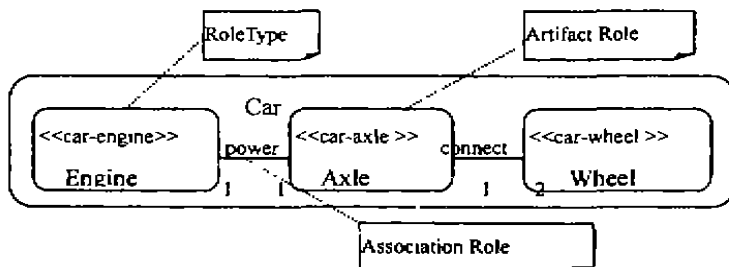 RoleType
Artifact Role
Car
<<car-engine>>
<<car-axle >>
<<car-wheel >>
power
connect
Engine
Axle
Wheel
1
1
1
2
Association Role